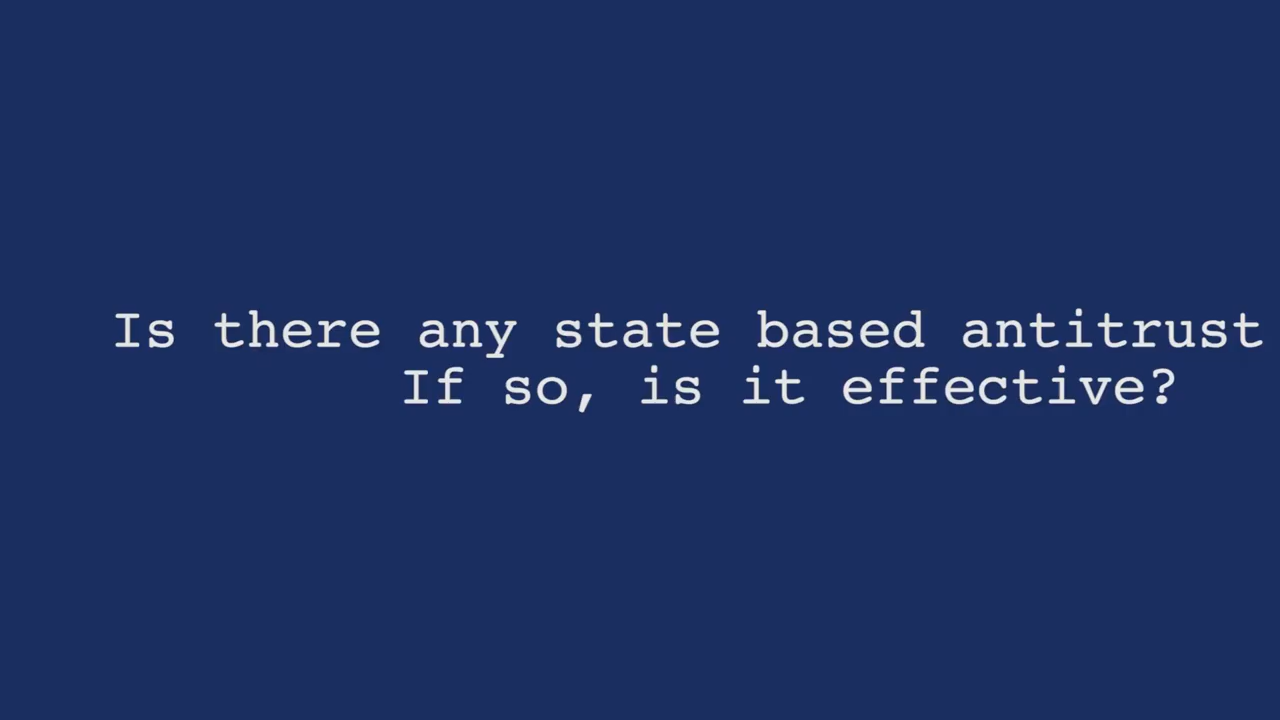 Is there any state based antitrust
If so, is it effective?